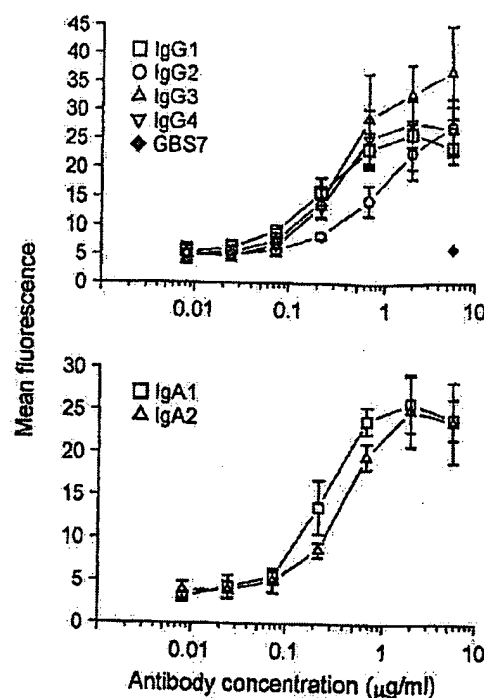 Mean fluorescence
45
40
35
30
25
20
15
10
5
0
IgG1
IgG2
IgG3
IgG4
GBS7
0.01 0.1 1 10
30
25
20
15
10
5
0
IgA1
IgA2
0.01 0.1 1 10
Antibody concentration (µg/ml)